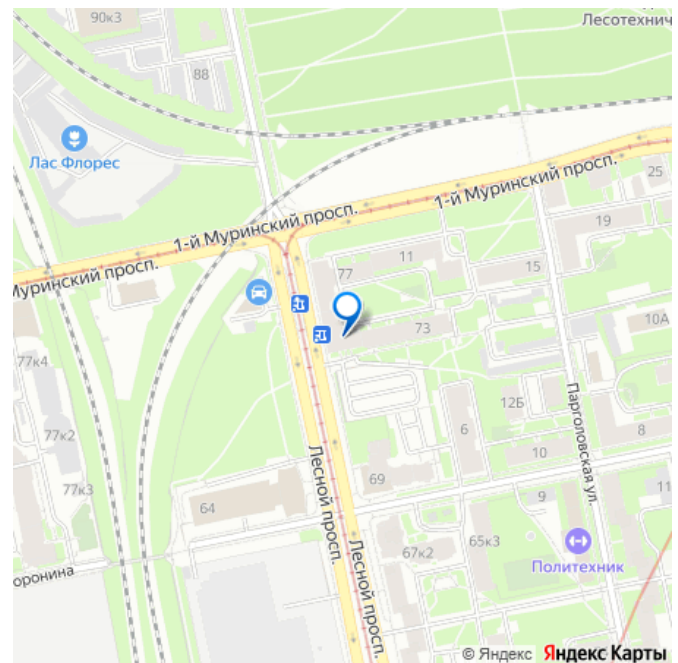 90к3
Лесотехнич
88
Лас Флорес
1-й Муринский просп.
1-й Муринский просп.
25
19
Муринский просп.
77
11
15
73
10А
77к4
12Б
Парголовская ул.
77к2
6
8
10
Лесной просп.
69
77к3
64
9
11
Лесной просп.
67к2
65к3
Политехник
оронина
© Яндекс Яндекс Карты